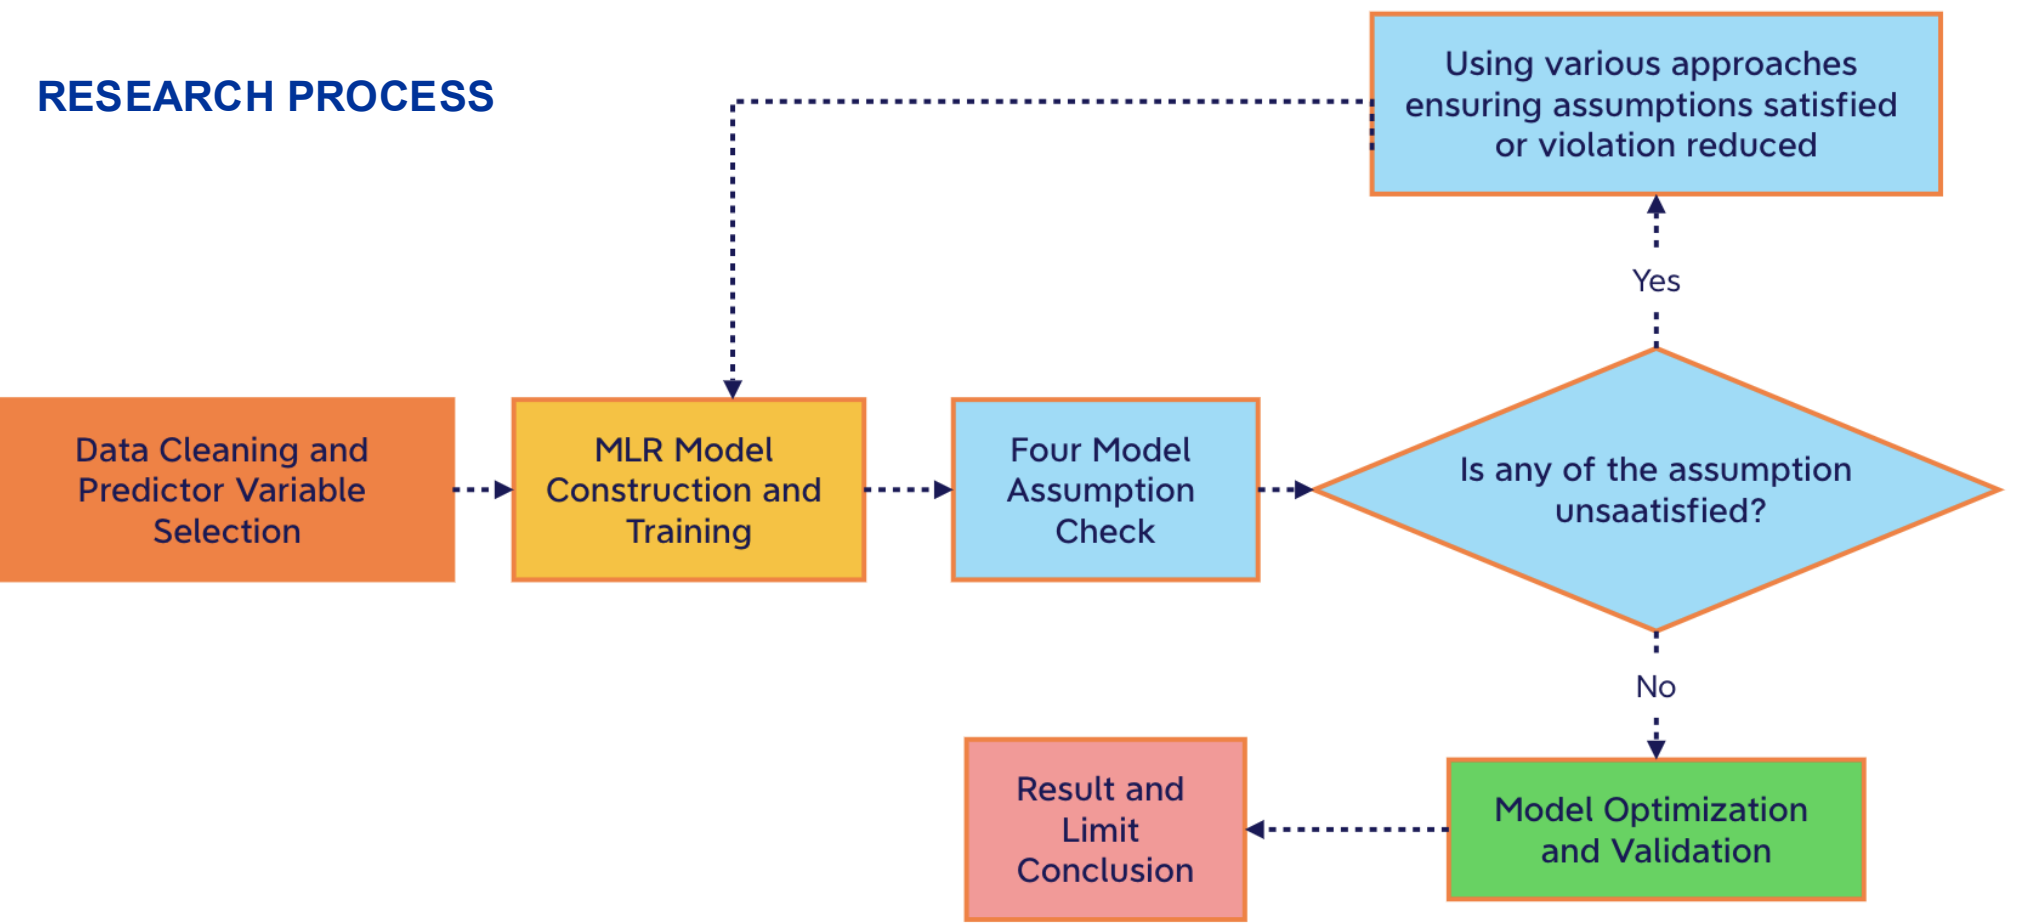 RESEARCH PROCESS
Using various approaches
ensuring assumptions satisfied
or violation reduced
Yes
Data Cleaning and
Predictor Variable
Selection
MLR Model
Construction and
Training
Four Model
Assumption
Check
Is any of the assumption
unsaatisfied?
No
Model Optimization
and Validation
Result and
Limit
Conclusion